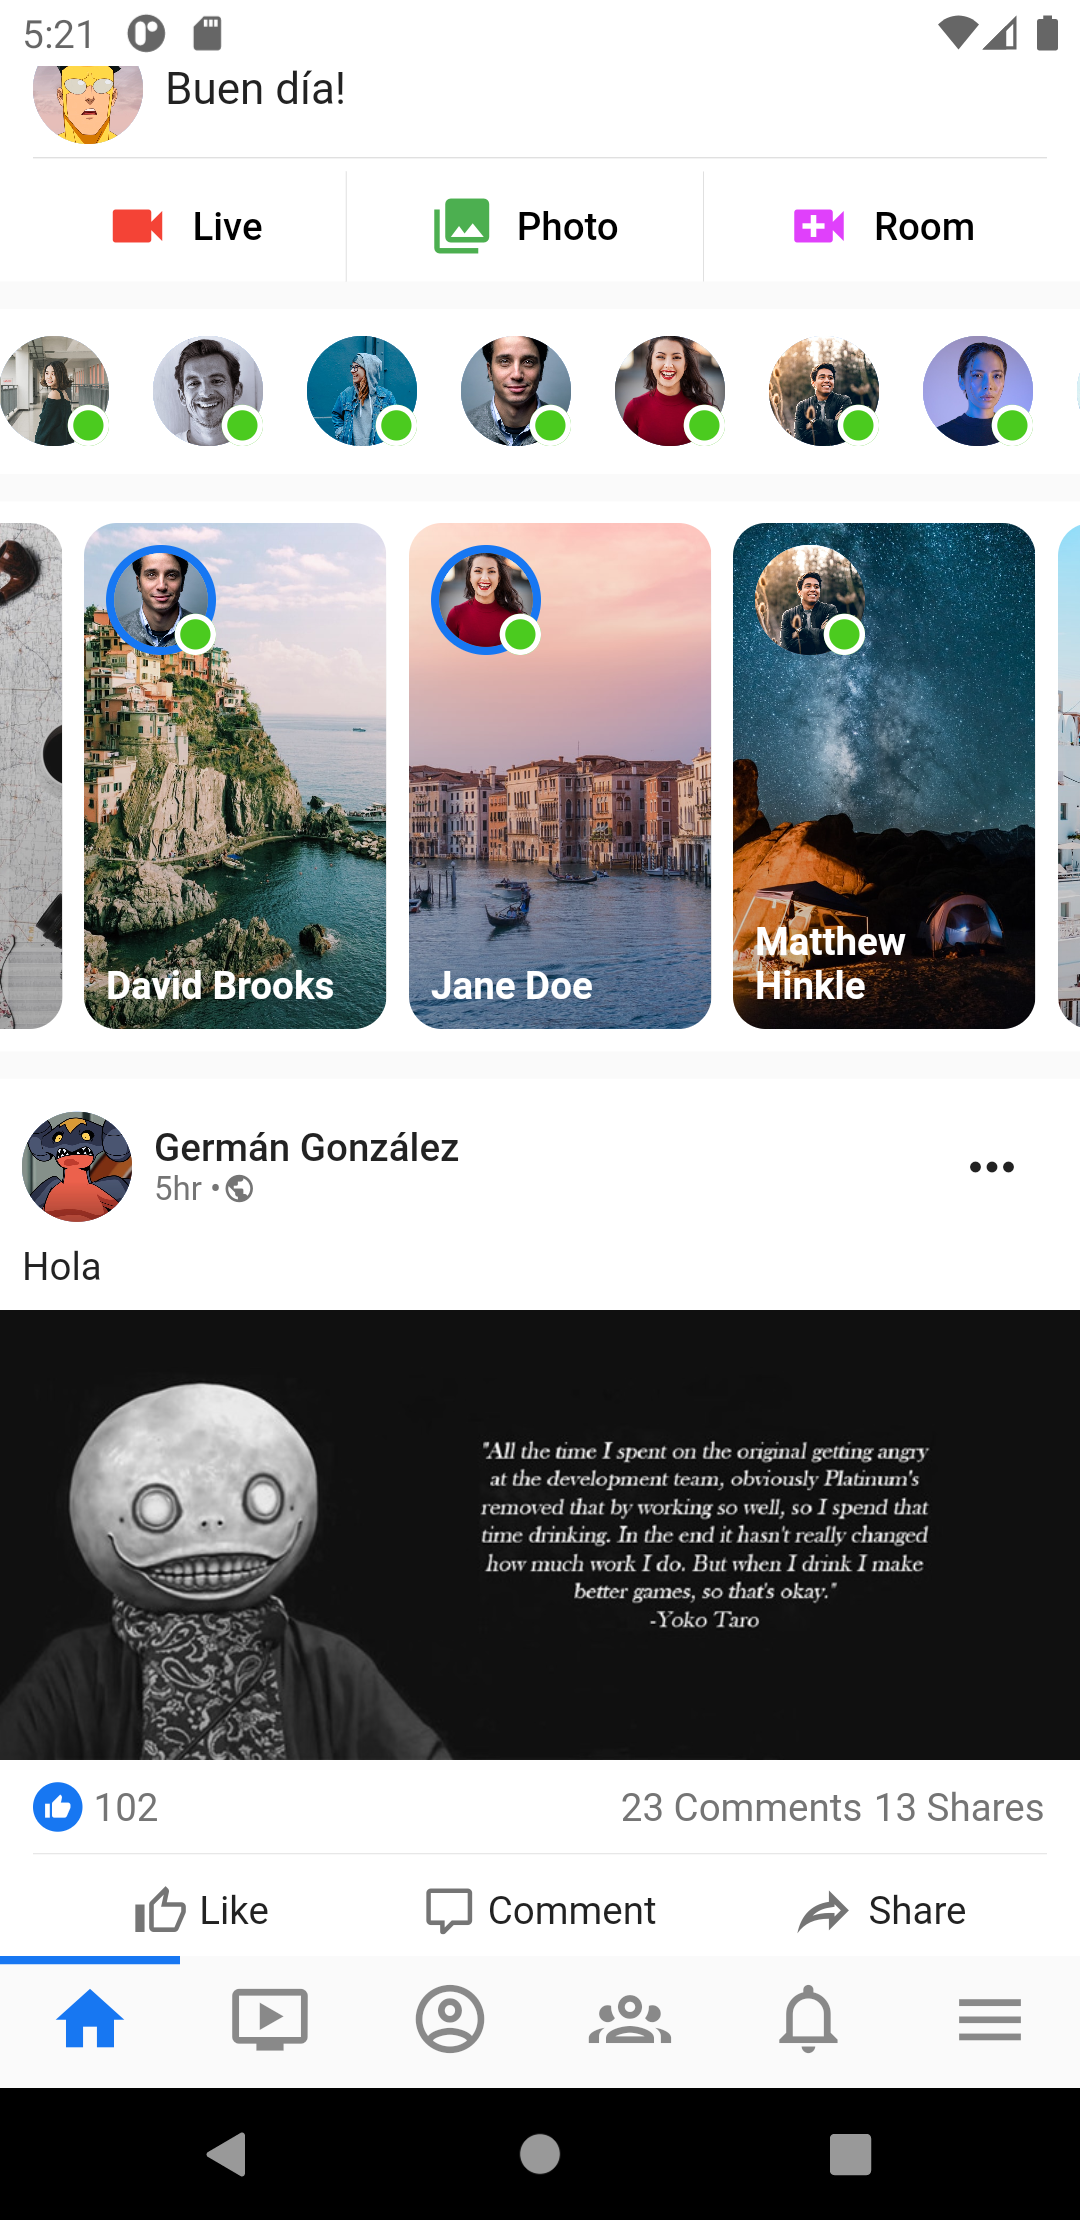 5:21
Buen día!
Live
Photo
Room
David Brooks
Jane Doe
Matthew
Hinkle
Germán González
5hr •
Hola
"All the time I spent on the original getting angry
at the development team, obviously Platinum's
removed that by working so well, so I spend that
time drinking. In the end it hasn't really changed
how much work I do. But when I drink I make
better games, so that's okay."
-Yoko Taro
102
23 Comments 13 Shares
Like
Comment
Share